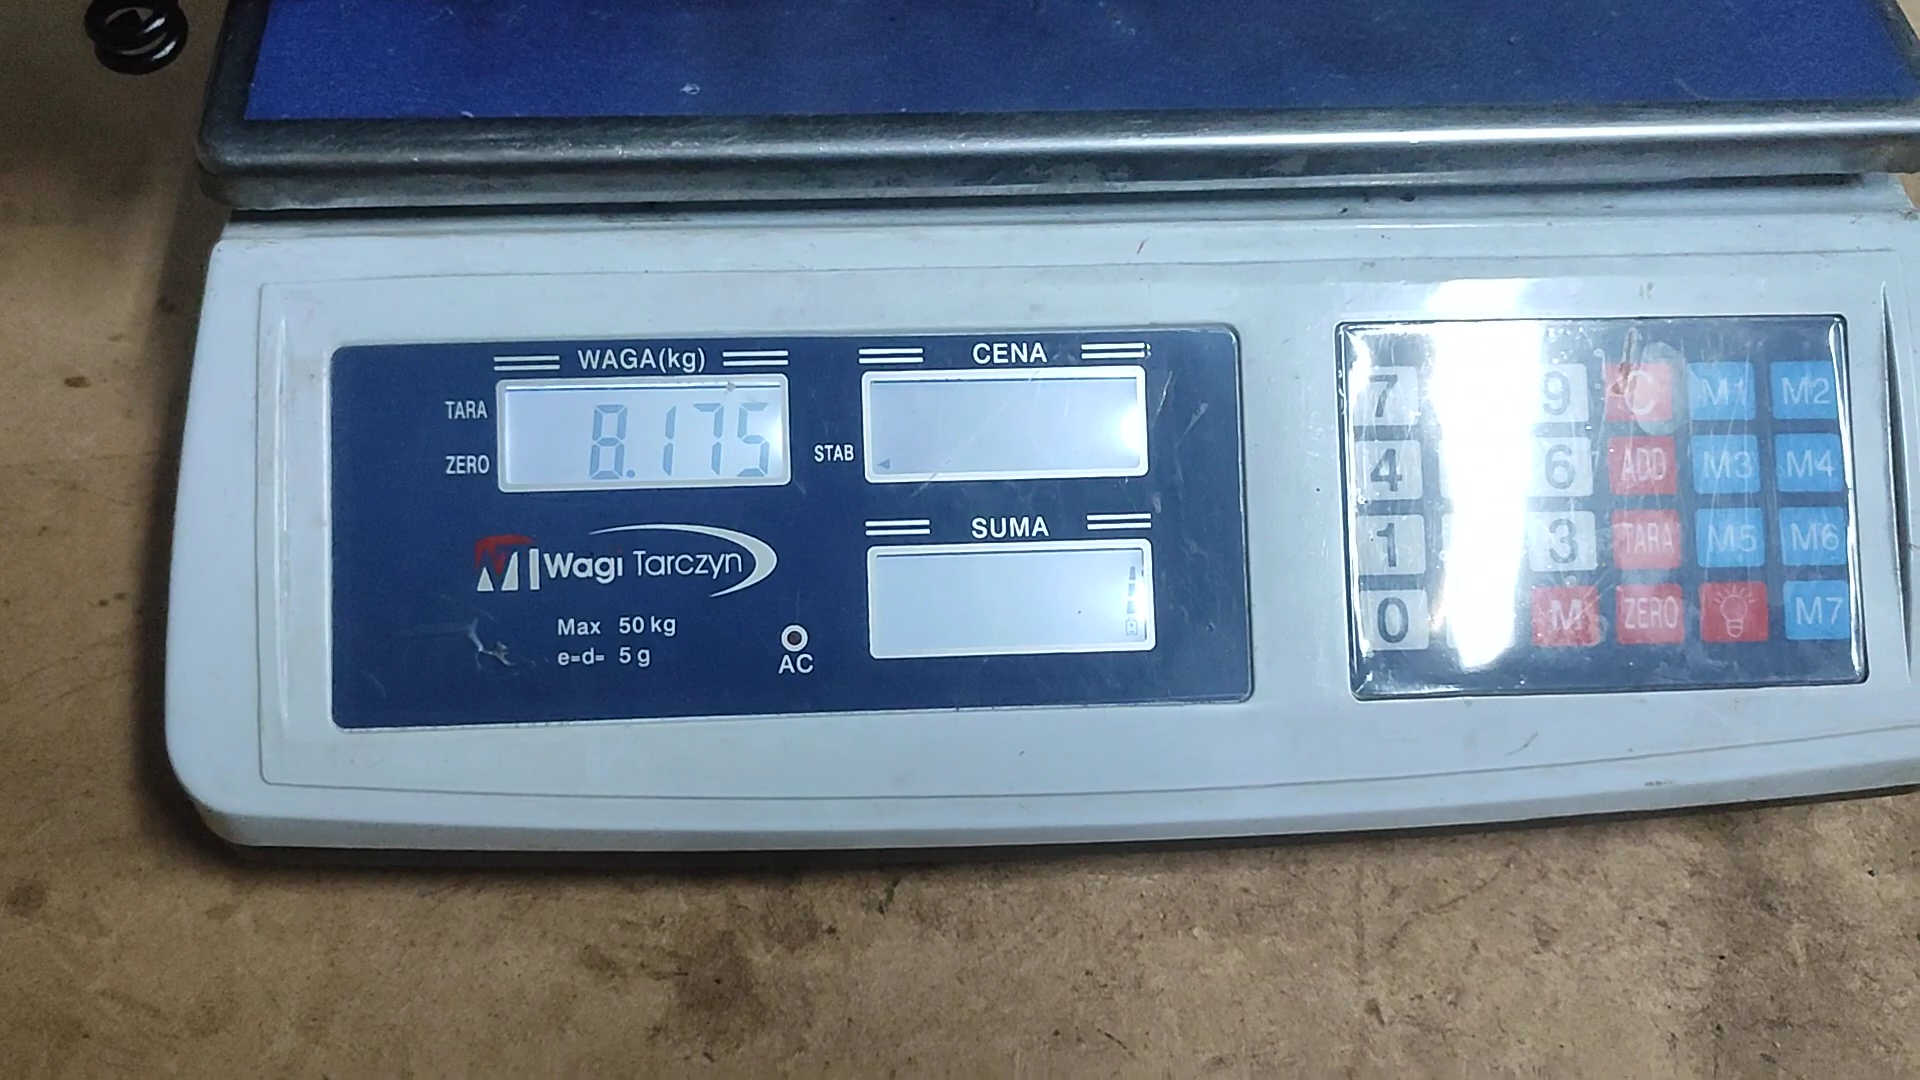 WAGA(kg)
CENA
TARA
8.175
STAB
ZERO
SUMA
Wagi Tarczyn
Max 50 kg
e=d= 5 g
AC
7 9 C M1 M2
4 6 ADD M3 M4
1 3 TARA M5 M6
0 M ZERO M7